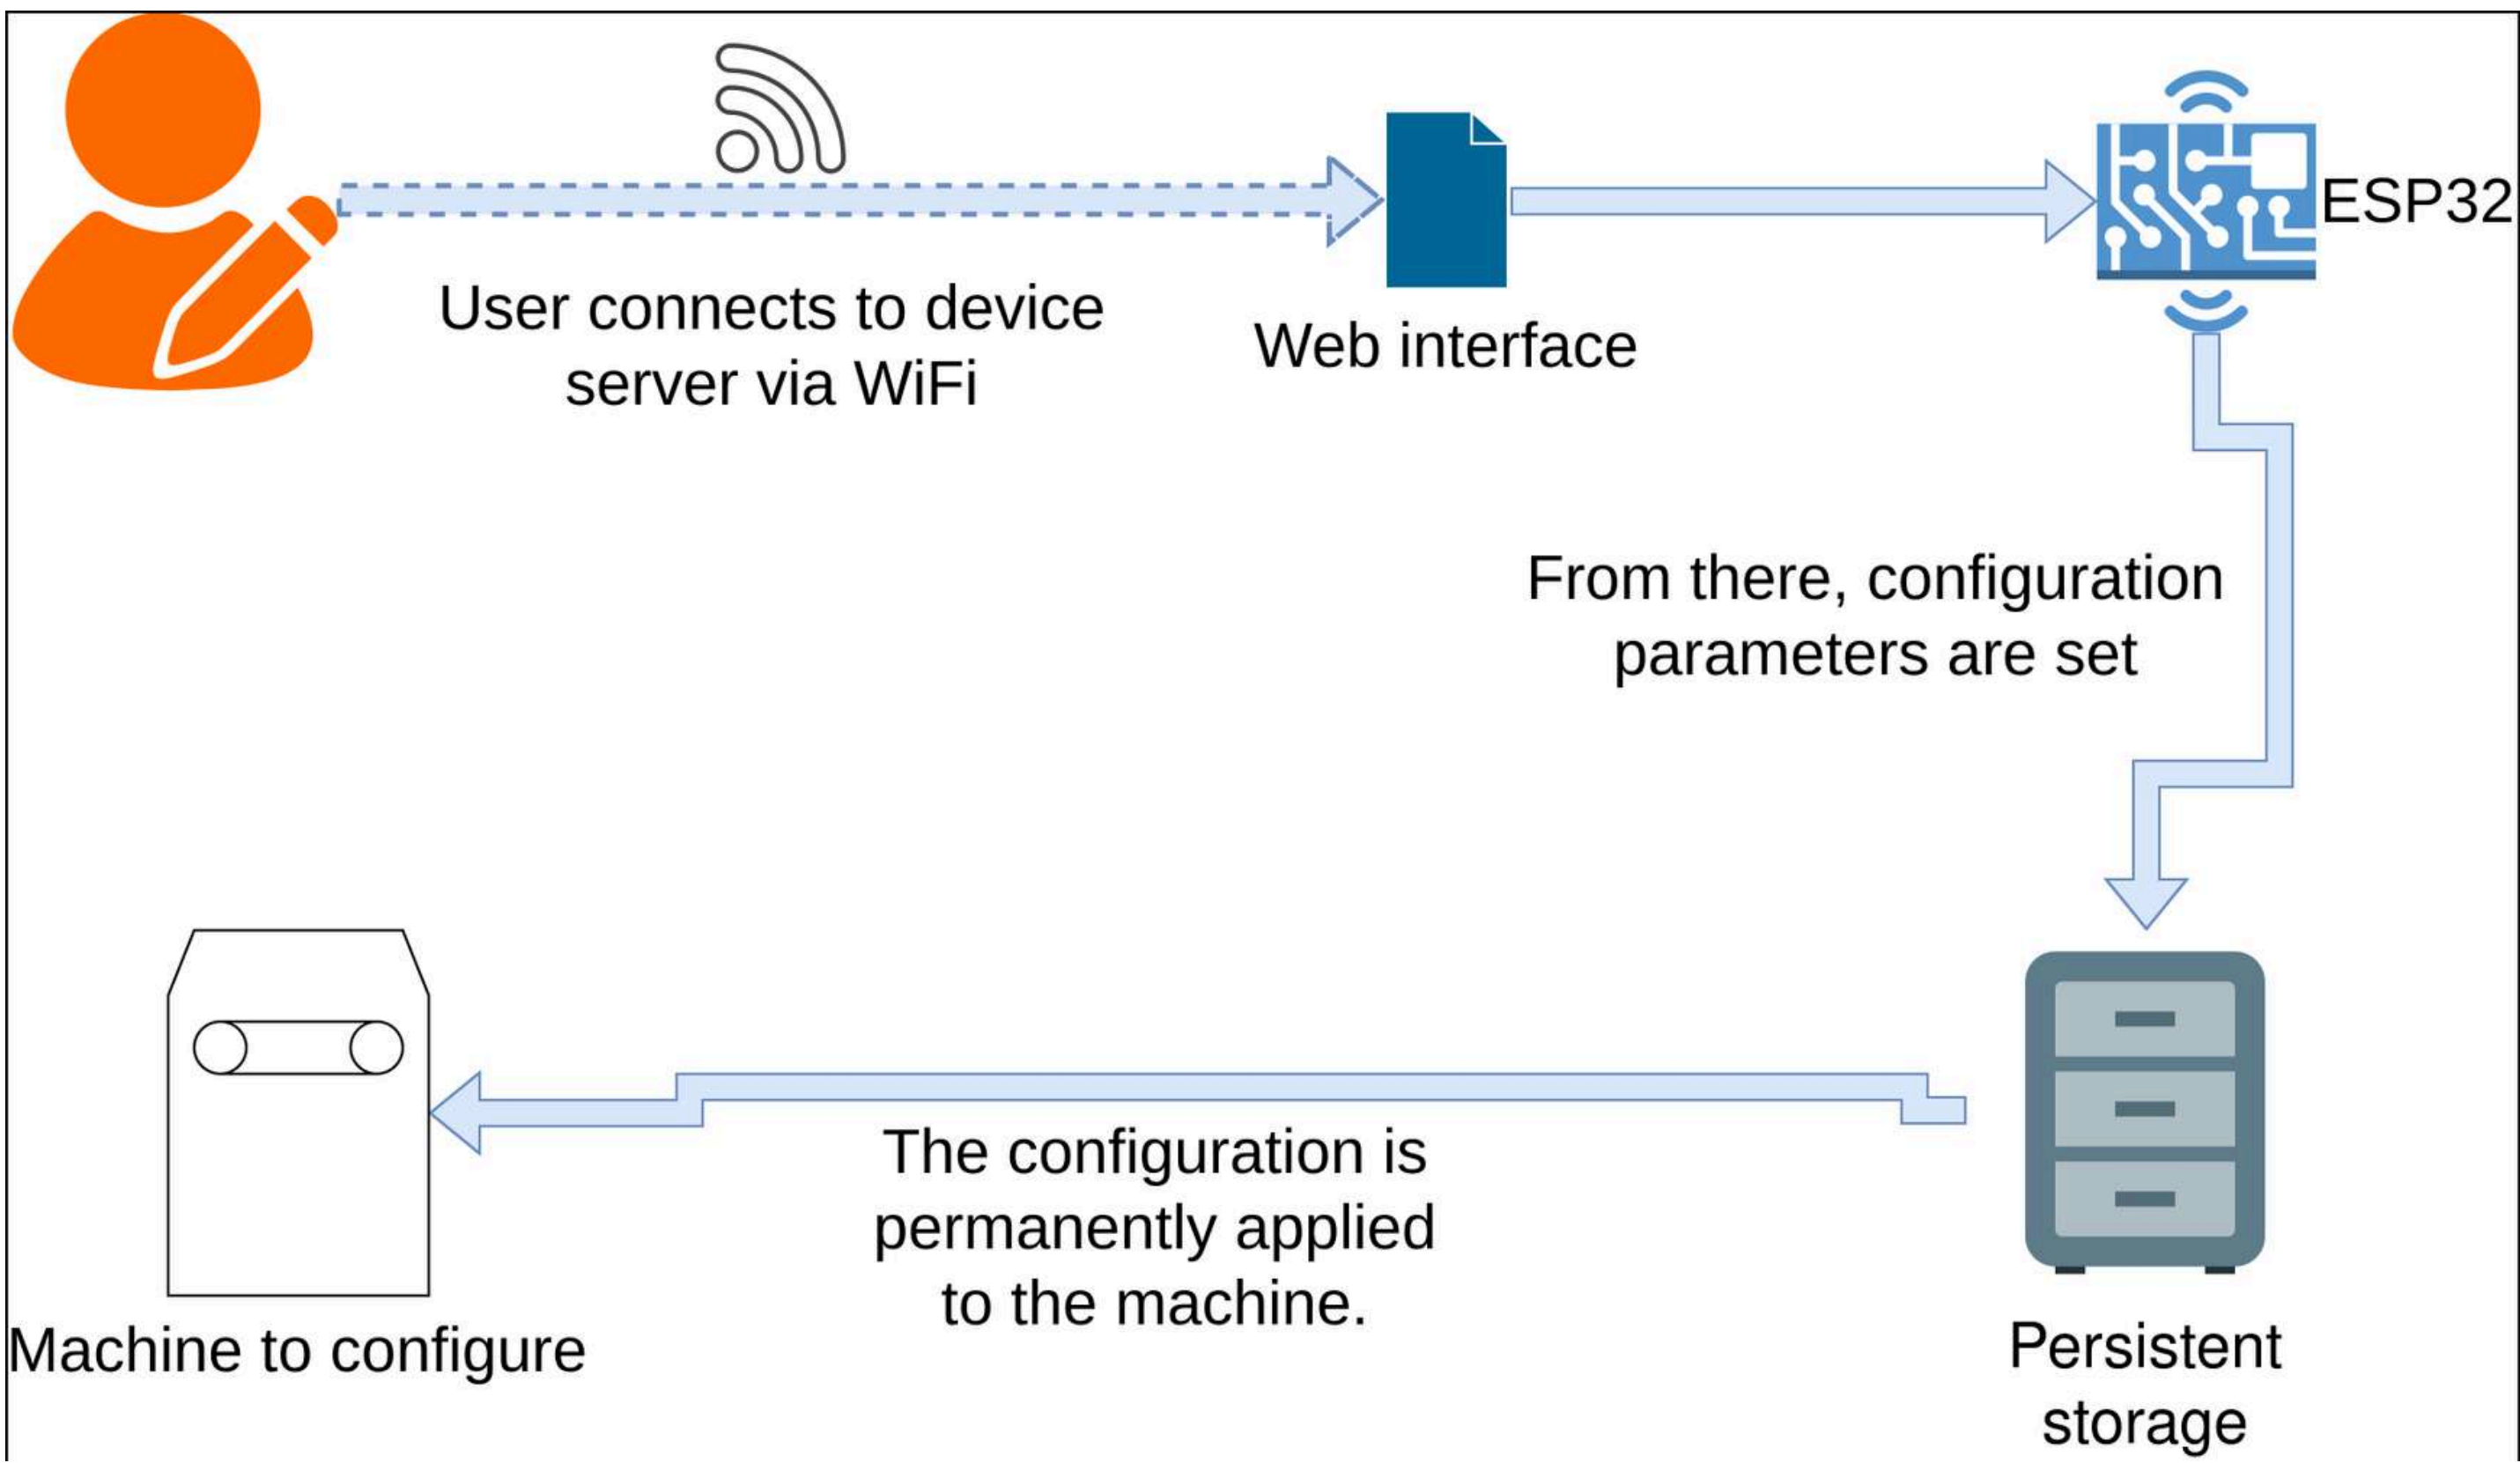 ESP32
User connects to device
server via WiFi
Web interface
From there, configuration
parameters are set
The configuration is
permanently applied
to the machine.
Machine to configure
Persistent
storage